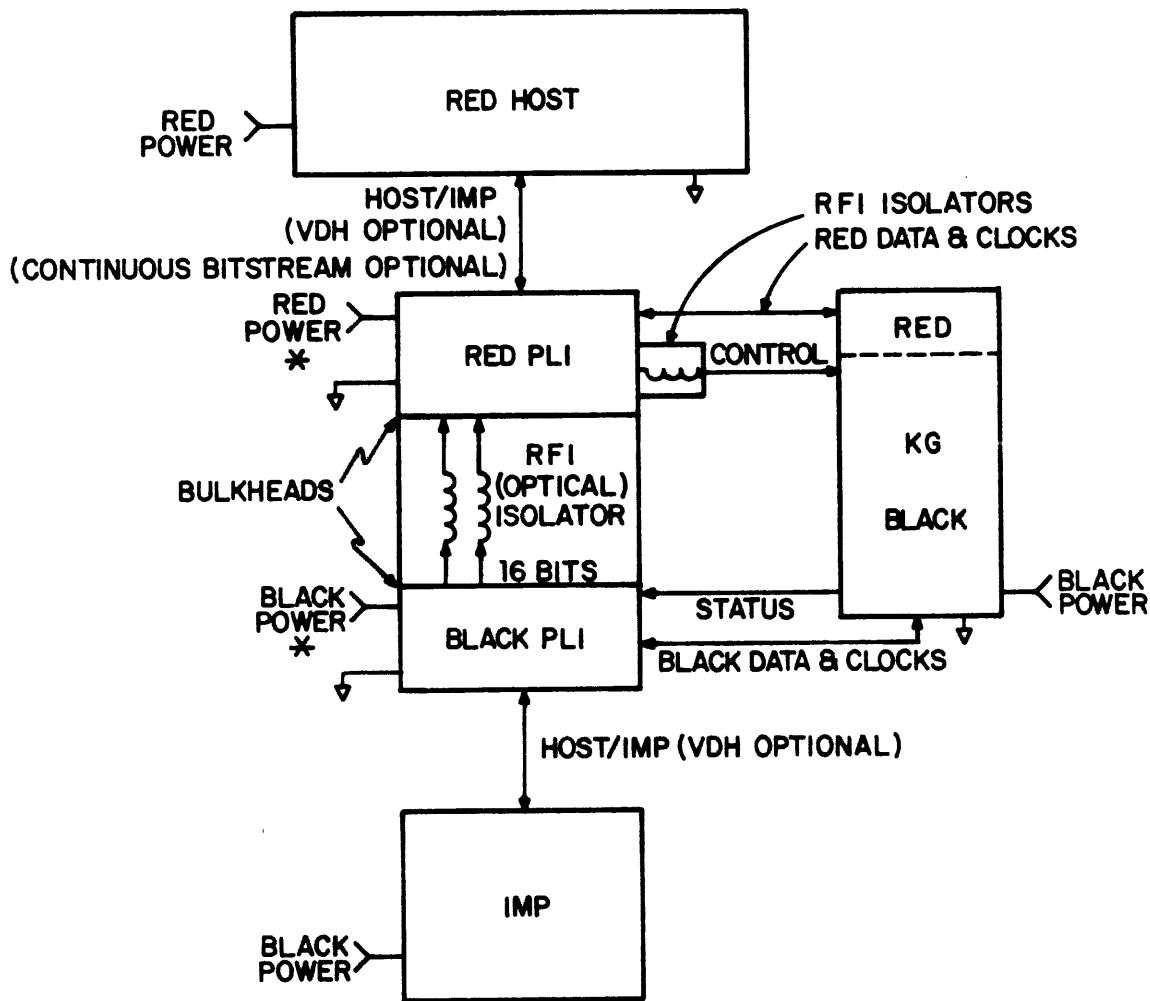 RED HOST
RED
POWER
HOST/IMP
(VDH OPTIONAL)
(CONTINUOUS BITSTREAM OPTIONAL)
RFI ISOLATORS
RED DATA & CLOCKS
RED
POWER
*
RED PLI
CONTROL
RED
KG
BLACK
BULKHEADS
RFI
(OPTICAL)
ISOLATOR
16 BITS
BLACK
POWER
*
BLACK PLI
STATUS
BLACK DATA & CLOCKS
BLACK
POWER
HOST/IMP (VDH OPTIONAL)
IMP
BLACK
POWER